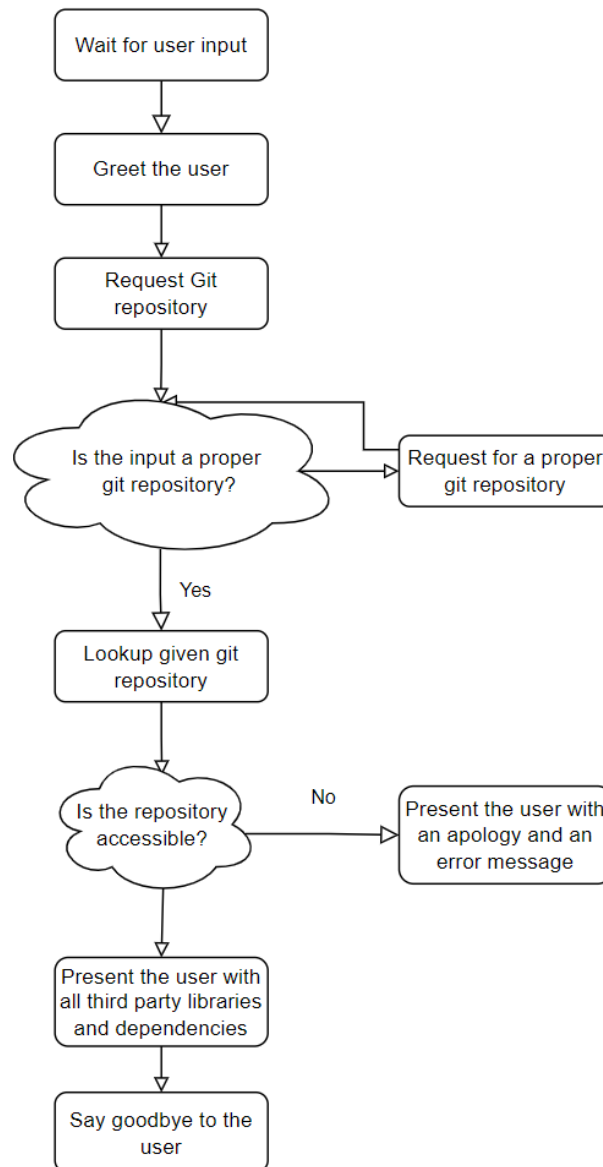 Wait for user input
Greet the user
Request Git
repository
Is the input a proper
git repository?
Request for a proper
git repository
Yes
Lookup given git
repository
Is the repository
accessible?
No
Present the user with
an apology and an
error message
Present the user with
all third party libraries
and dependencies
Say goodbye to the
user